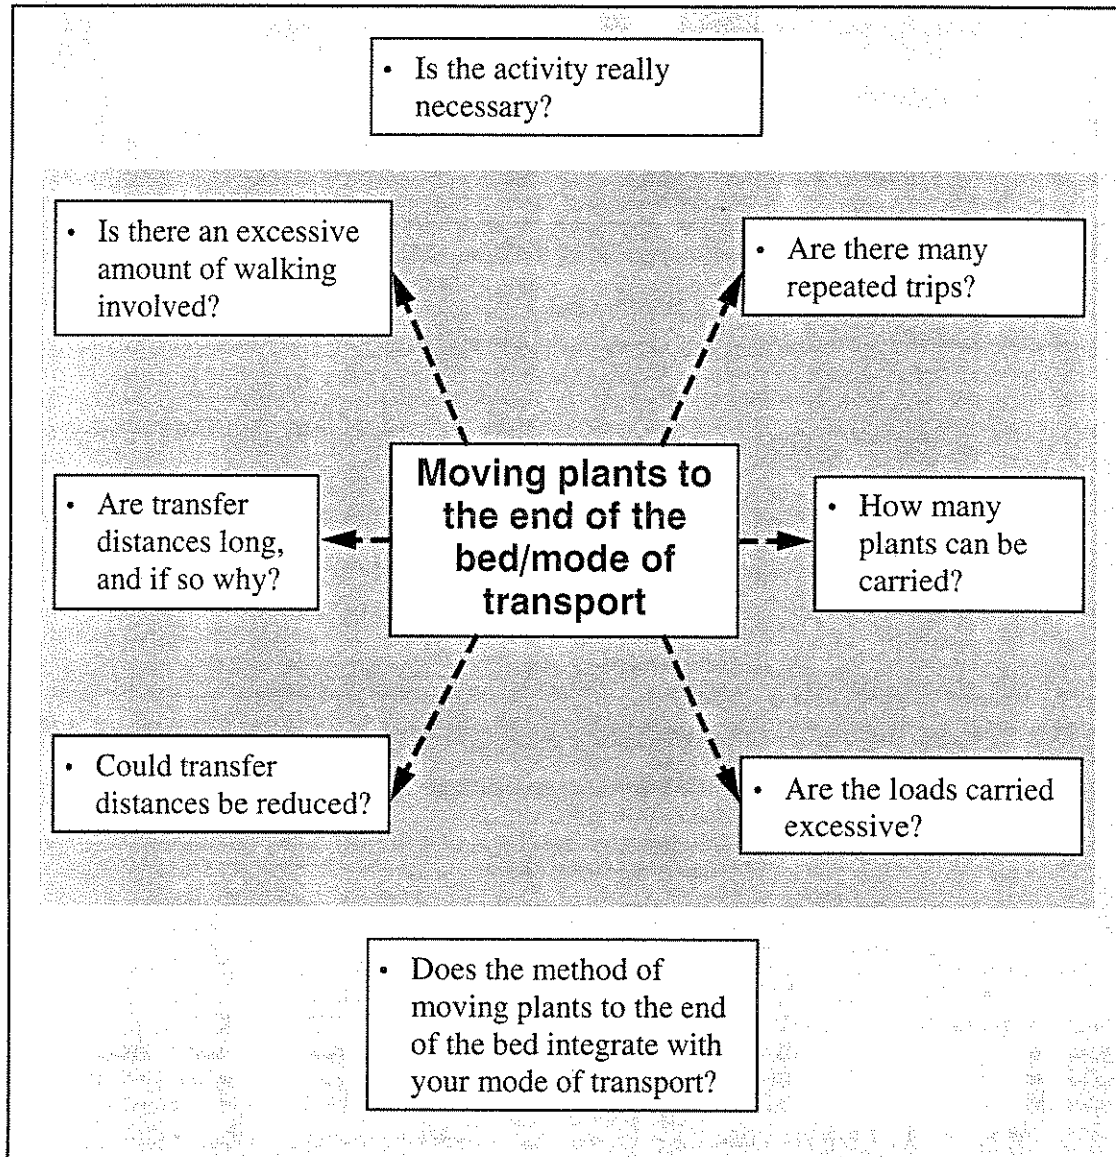 • Is the activity really
necessary?
• Is there an excessive
amount of walking
involved?
• Are there many
repeated trips?
Moving plants to
the end of the
bed/mode of
transport
• Are transfer
distances long,
and if so why?
• How many
plants can be
carried?
• Could transfer
distances be reduced?
• Are the loads carried
excessive?
• Does the method of
moving plants to the end
of the bed integrate with
your mode of transport?